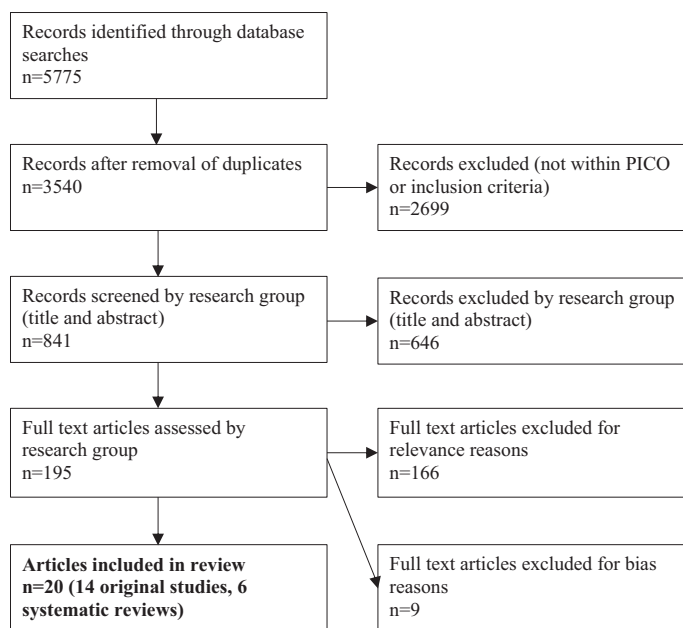 Records identified through database
searches
n=5775
Records after removal of duplicates
n=3540
Records excluded (not within PICO
or inclusion criteria)
n=2699
Records screened by research group
(title and abstract)
n=841
Records excluded by research group
(title and abstract)
n=646
Full text articles assessed by
research group
n=195
Full text articles excluded for
relevance reasons
n=166
Articles included in review
n=20 (14 original studies, 6
systematic reviews)
Full text articles excluded for bias
reasons
n=9